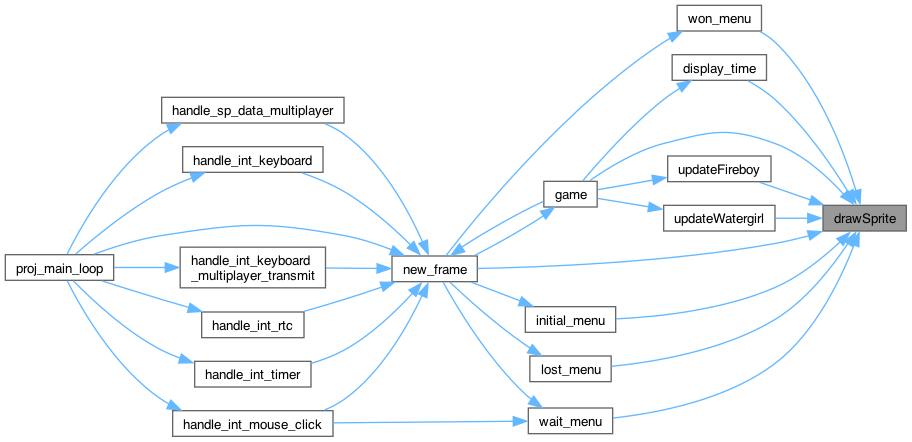 won_menu
display_time
handle_sp_data_multiplayer
handle_int_keyboard
updateFireboy
game
updateWatergirl
drawSprite
proj_main_loop
handle_int_keyboard
_multiplayer_transmit
new_frame
handle_int_rtc
initial_menu
handle_int_timer
lost_menu
handle_int_mouse_click
wait_menu